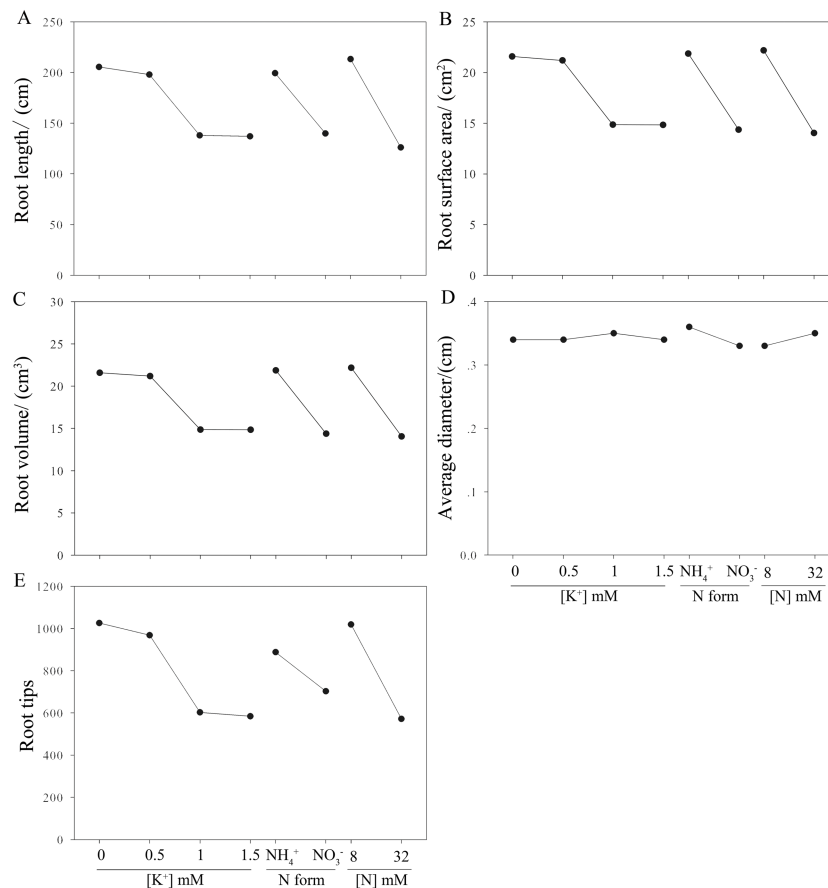 A
250
200
150
100
50
0
Root length/ (cm)
B
25
20
15
10
5
0
Root surface area/ (cm²)
C
30
25
20
15
10
5
0
Root volume/ (cm³)
D
.4
.3
.2
.1
0.0
Average diameter/(cm)
0 0.5 1 1.5 NH₄⁺ NO₃⁻ 8 32
[K⁺] mM N form [N] mM
E
1200
1000
800
600
400
200
0
Root tips
0 0.5 1 1.5 NH₄⁺ NO₃⁻ 8 32
[K⁺] mM N form [N] mM